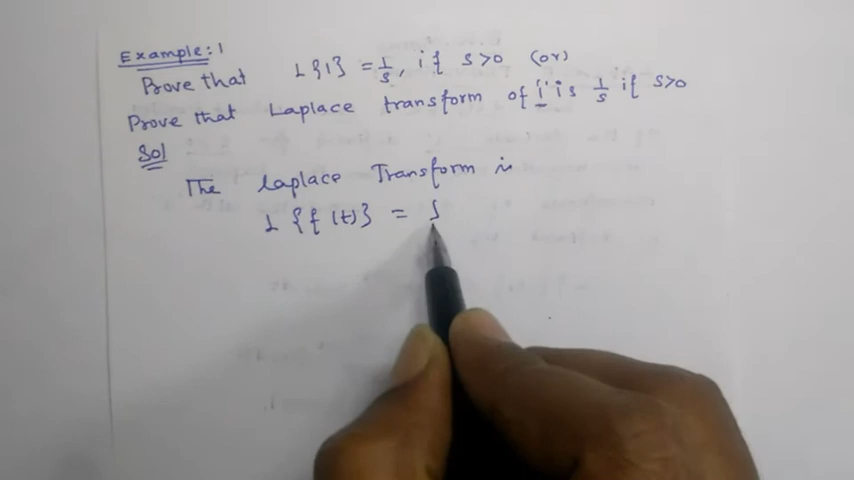 Example: 1
Prove that L{1} = 1/s, if s>0 (or)
Prove that Laplace transform of 1 is 1/s if s>0
Sol
The Laplace Transform is
L {f(t)} = ∫